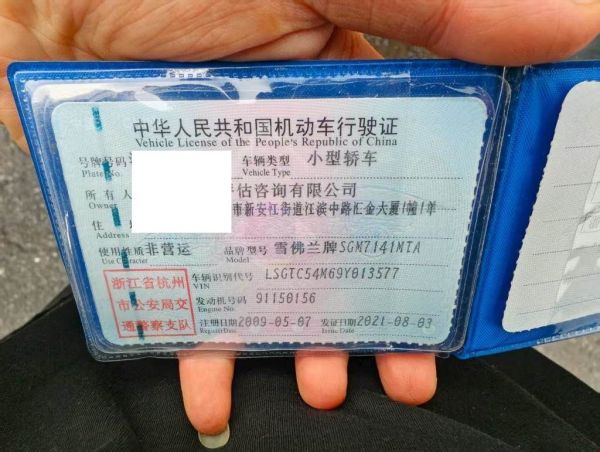 中华人民共和国机动车行驶证
Vehicle License of the People's Republic of China
号牌号码 车辆类型 小型轿车
Plate No. Vehicle Type
所有人 估咨询有限公司
Owner
住 市新安江街道江滨中路汇金大厦1幢1单
Address
使用性质 非营运 品牌型号 雪佛兰牌SGM7141MTA
Use Character Model
浙江省杭州
市公安局交
通警察支队
车辆识别代号 LSGTC54M69Y013577
VIN
发动机号码 91150156
Engine No.
注册日期 2009-05-07 发证日期 2021-08-03
Register Date Issue Date